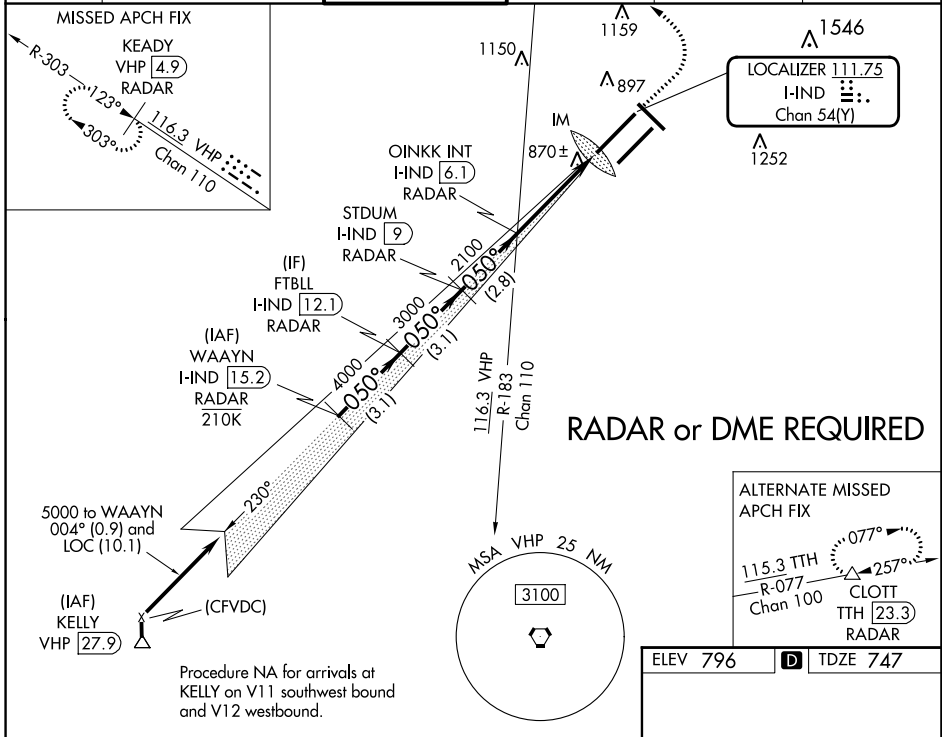 MISSED APCH FIX
KEADY
VHP 4.9
RADAR
R-303
123°
303°
116.3 VHP
Chan 110
1150
1159
1546
897
LOCALIZER 111.75
I-IND
Chan 54(Y)
1252
IM
870±
OINKK INT
I-IND 6.1
RADAR
STDUM
I-IND 9
RADAR
2100
050°
(2.8)
(IF)
FTBLL
I-IND 12.1
RADAR
3000
050°
(3.1)
(IAF)
WAAYN
I-IND 15.2
RADAR
210K
4000
050°
(3.1)
116.3 VHP
R-183
Chan 110
RADAR or DME REQUIRED
230°
5000 to WAAYN
004° (0.9) and
LOC (10.1)
(IAF)
KELLY
VHP 27.9
(CFVDC)
MSA VHP 25 NM
3100
ALTERNATE MISSED
APCH FIX
077°
257°
115.3 TTH
R-077
Chan 100
CLOTT
TTH 23.3
RADAR
Procedure NA for arrivals at
KELLY on V11 southwest bound
and V12 westbound.
ELEV 796 D TDZE 747